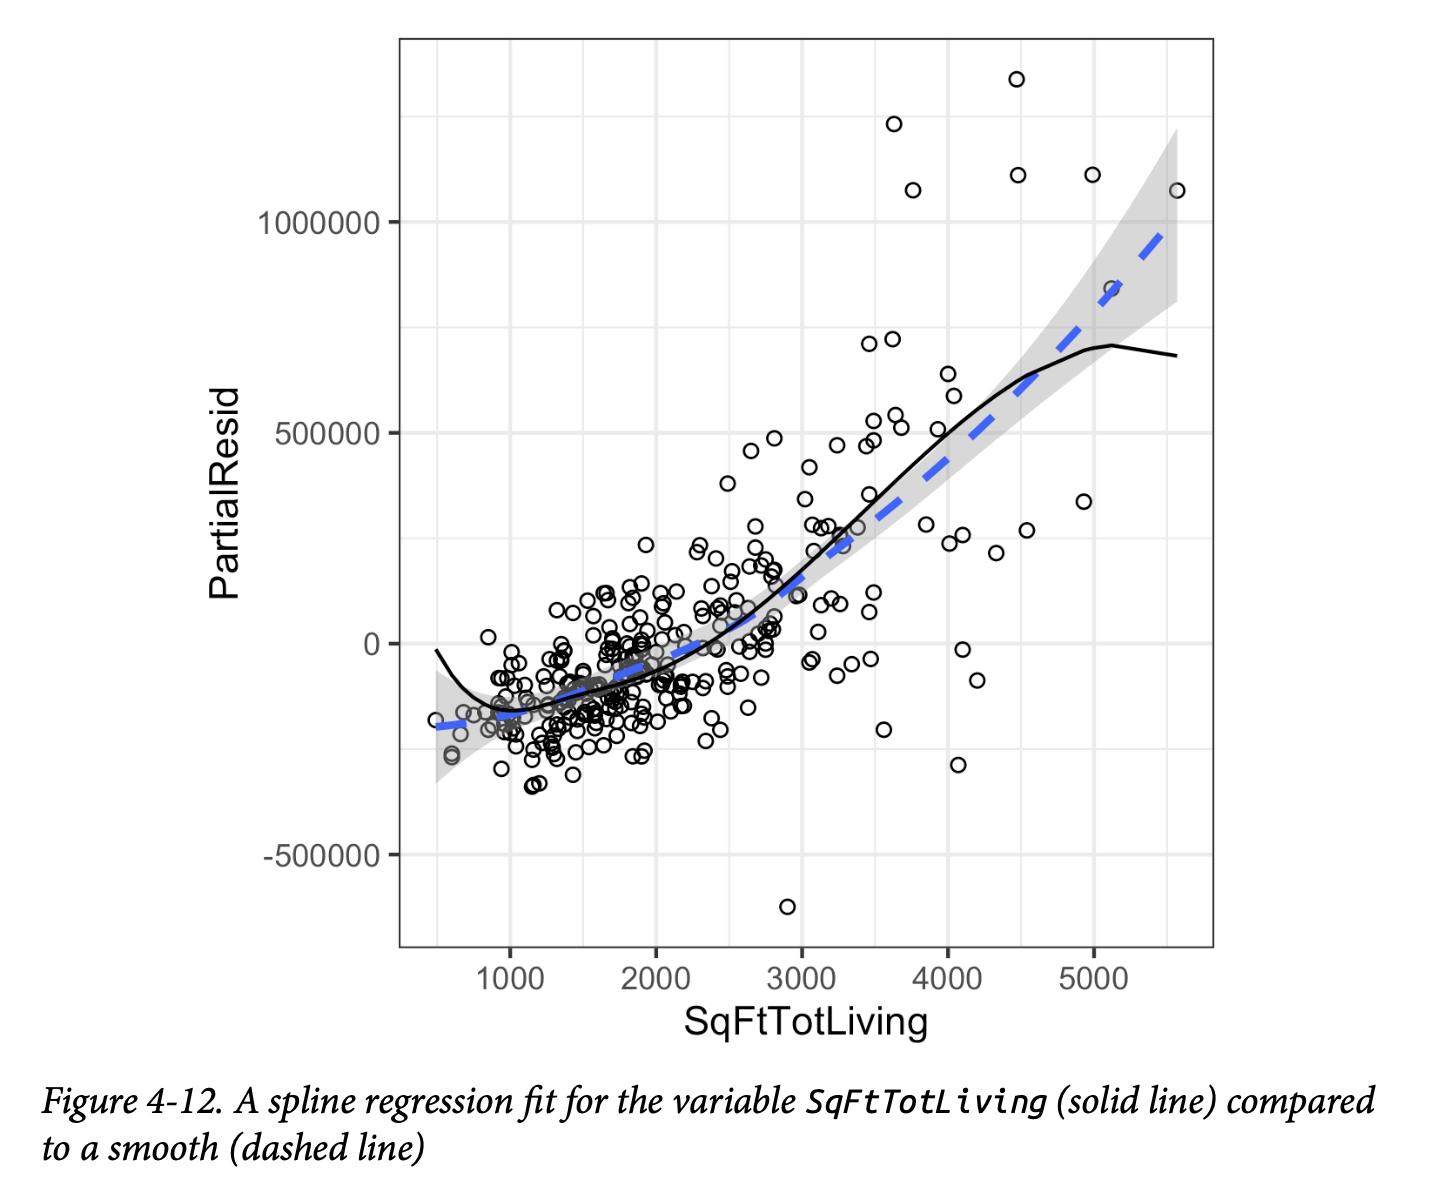 PartialResid
1000000
500000
0
-500000
1000 2000 3000 4000 5000
SqFtTotLiving
Figure 4-12. A spline regression fit for the variable SqFtTotLiving (solid line) compared
to a smooth (dashed line)